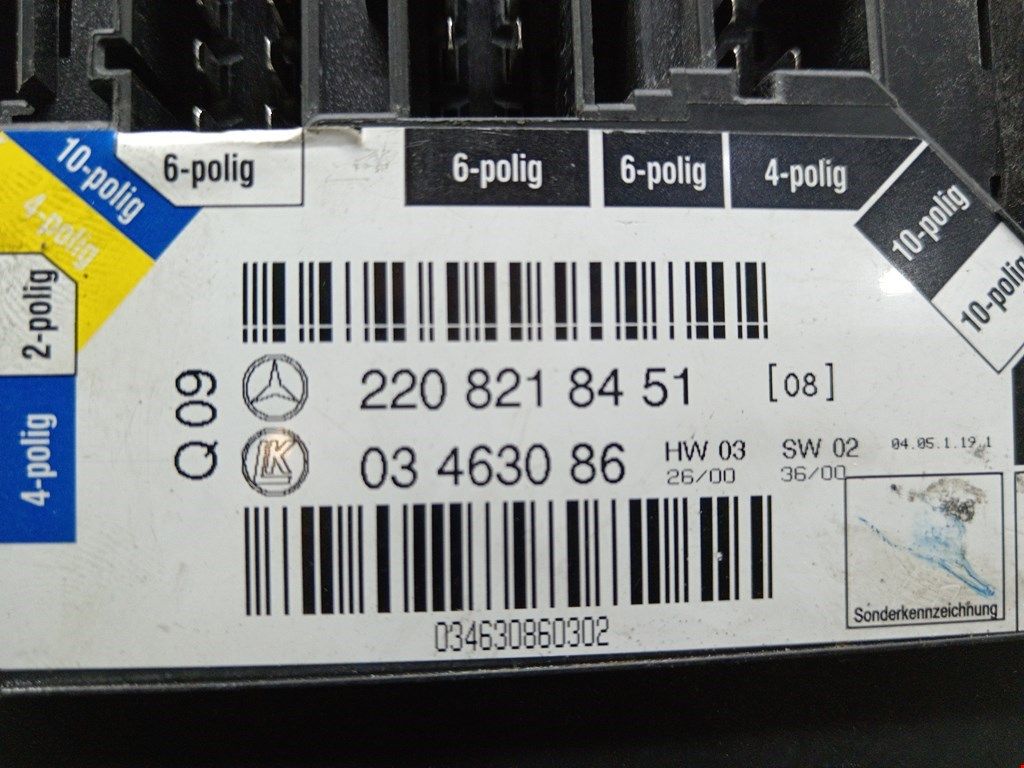 10-polig
4-polig
2-polig
4-polig
6-polig
6-polig
6-polig
4-polig
10-polig
10-polig
Q 09
220 821 84 51 [08]
03 4630 86 HW 03 SW 02 04.05.1.19.1
26/00 36/00
Sonderkennzeichnung
034630860302